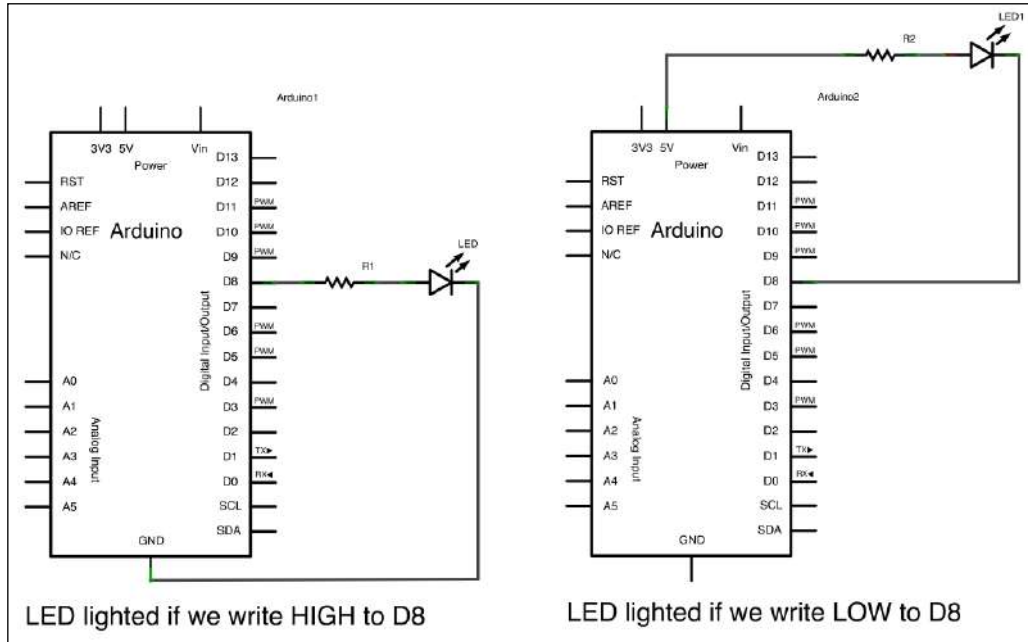 Arduino1
3V3 5V Vin
Power
D13
RST
D12
AREF
D11 PWM
IO REF
Arduino
D10 PWM
N/C
D9 PWM
LED
D8
R1
D7
D6 PWM
Digital Input/Output
D5 PWM
A0
D4
A1
D3 PWM
A2
D2
Analog Input
A3
D1 TX▶
A4
D0 RX◀
A5
SCL
SDA
GND
LED lighted if we write HIGH to D8
LED1
R2
Arduino2
3V3 5V Vin
Power
D13
RST
D12
AREF
D11 PWM
IO REF
Arduino
D10 PWM
N/C
D9 PWM
D8
D7
D6 PWM
Digital Input/Output
D5 PWM
A0
D4
A1
D3 PWM
A2
D2
Analog Input
A3
D1 TX▶
A4
D0 RX◀
A5
SCL
SDA
GND
LED lighted if we write LOW to D8